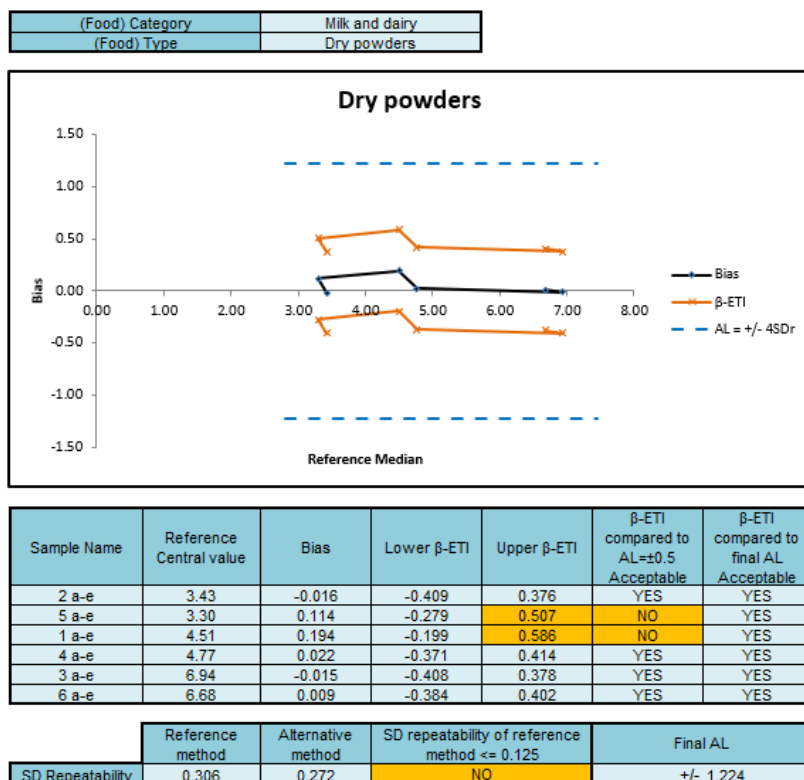 (Food) Category Milk and dairy
(Food) Type Dry powders
Dry powders
1.50
1.00
0.50
0.00
-0.50
-1.00
-1.50
0.00 1.00 2.00 3.00 4.00 5.00 6.00 7.00 8.00
Bias
Reference Median
Bias
β-ETI
AL = +/- 4SDr
Sample Name Reference Central value Bias Lower β-ETI Upper β-ETI β-ETI compared to AL=±0.5 Acceptable β-ETI compared to final AL Acceptable
2 a-e 3.43 -0.016 -0.409 0.376 YES YES
5 a-e 3.30 0.114 -0.279 0.507 NO YES
1 a-e 4.51 0.194 -0.199 0.586 NO YES
4 a-e 4.77 0.022 -0.371 0.414 YES YES
3 a-e 6.94 -0.015 -0.408 0.378 YES YES
6 a-e 6.68 0.009 -0.384 0.402 YES YES
Reference method Alternative method SD repeatability of reference method <= 0.125 Final AL
SD Repeatability 0.306 0.272 NO +/- 1.224